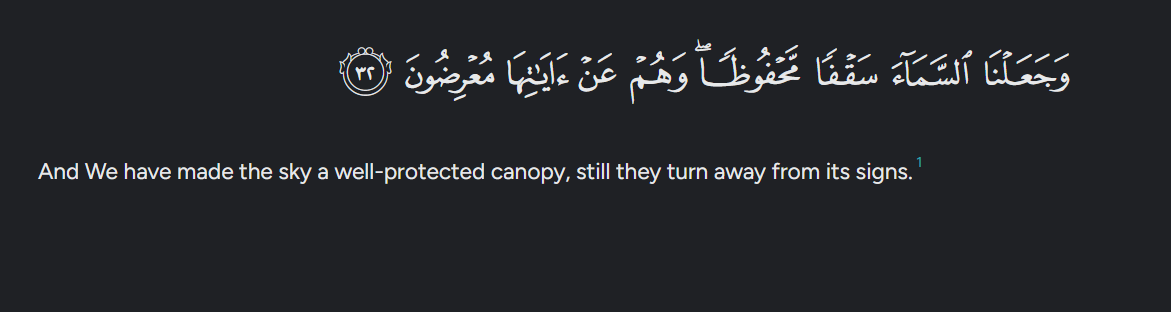 وَجَعَلْنَا ٱلسَّمَآءَ سَقْفًا مَّحْفُوظًا ۖ وَهُمْ عَنْ ءَايَـٰتِهَا مُعْرِضُونَ ٣٢
And We have made the sky a well-protected canopy, still they turn away from its signs. 1